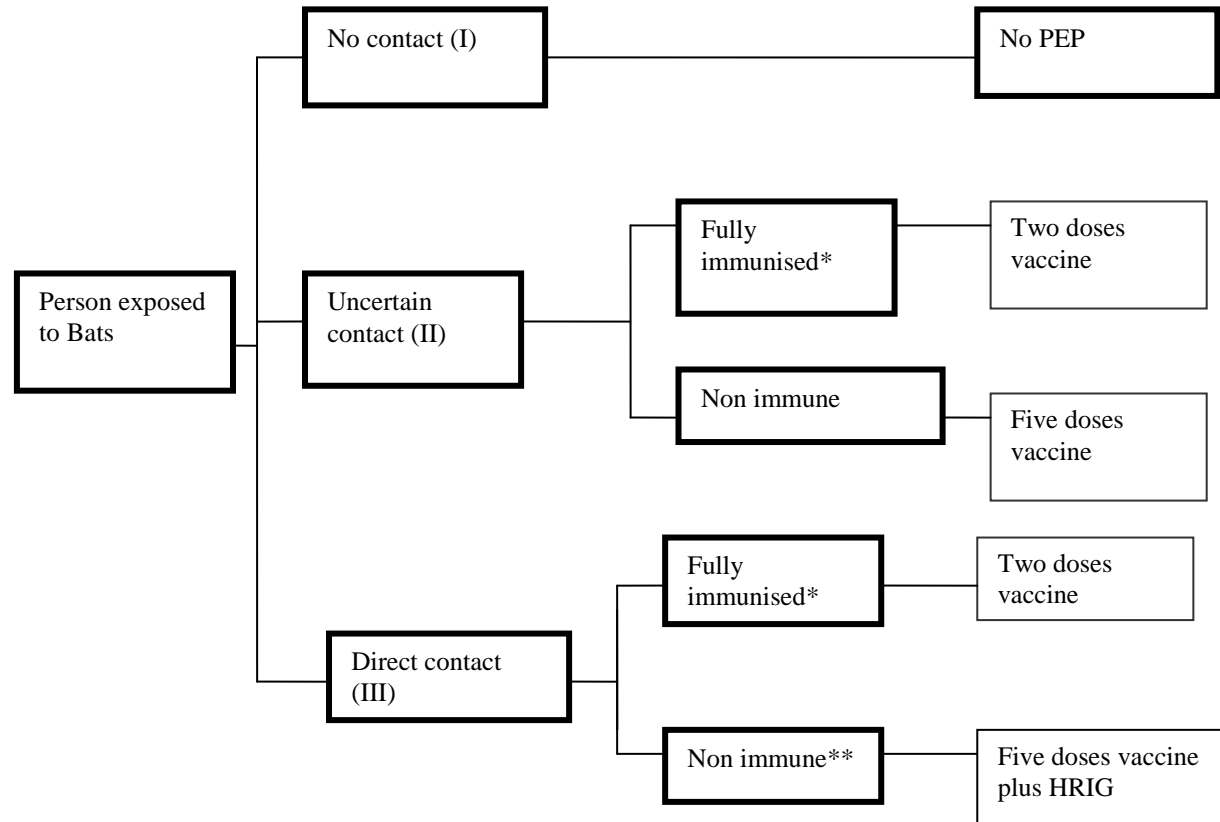 No contact (I)
No PEP
Person exposed
to Bats
Uncertain
contact (II)
Fully
immunised*
Two doses
vaccine
Non immune
Five doses
vaccine
Direct contact
(III)
Fully
immunised*
Two doses
vaccine
Non immune**
Five doses vaccine
plus HRIG